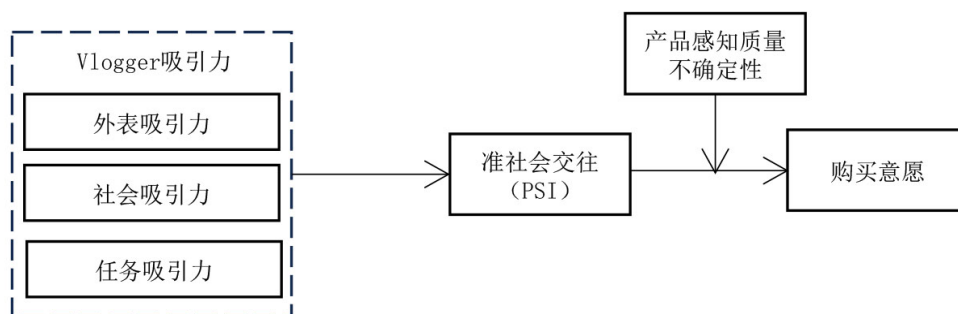 Vlogger吸引力
外表吸引力
社会吸引力
任务吸引力
准社会交往
（PSI）
产品感知质量
不确定性
购买意愿